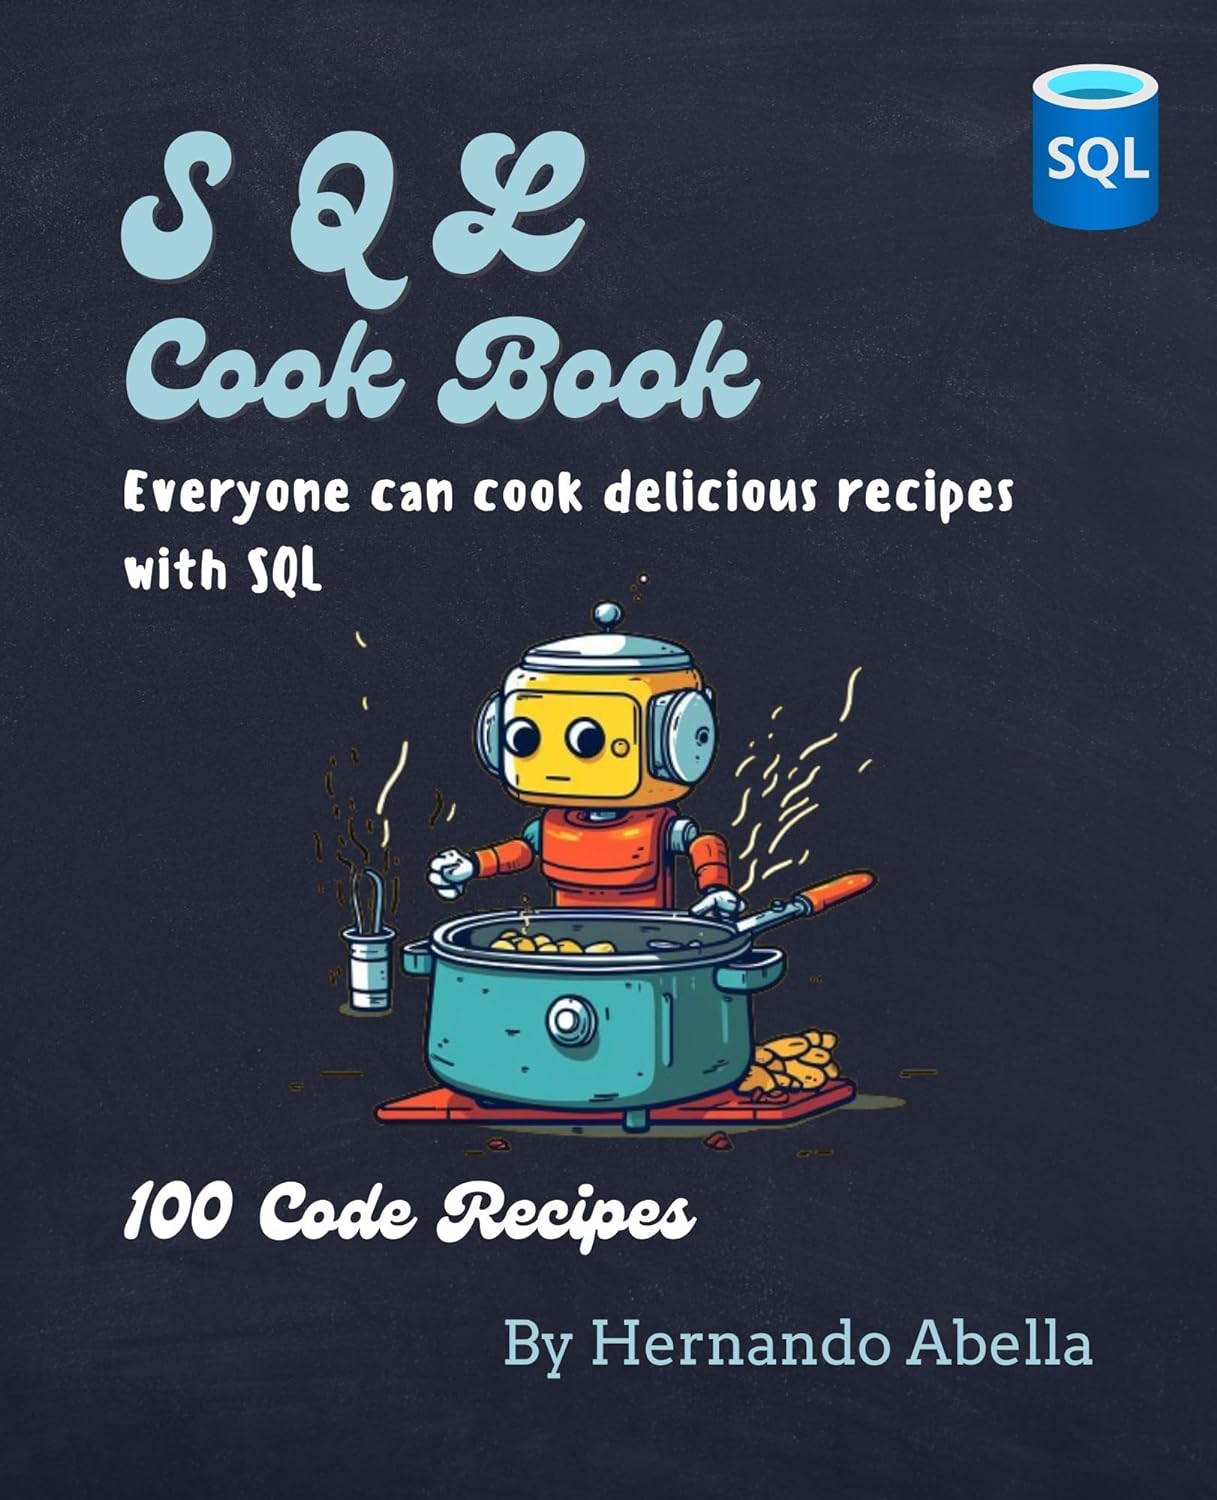 SQL
S Q L
Cook Book
Everyone can cook delicious recipes
with SQL
100 Code Recipes
By Hernando Abella